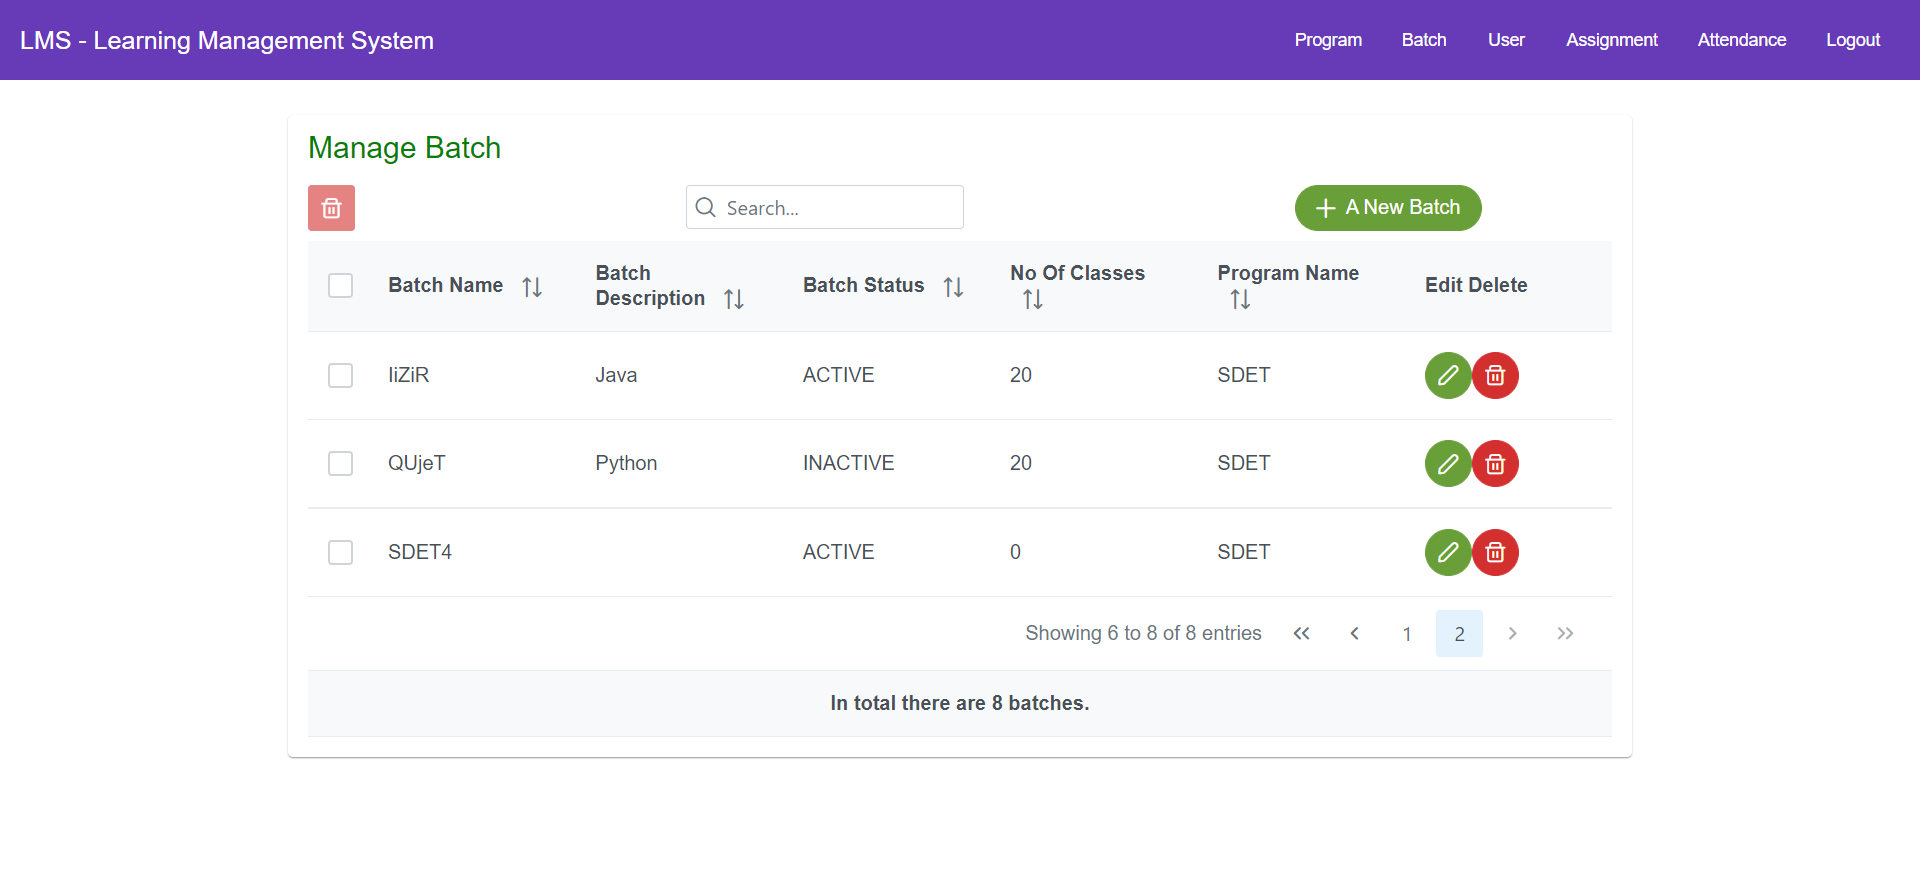 LMS - Learning Management System
Program Batch User Assignment Attendance Logout
Manage Batch
Search...
A New Batch
Batch Name Batch Description Batch Status No Of Classes Program Name Edit Delete
IiZiR Java ACTIVE 20 SDET
QUjeT Python INACTIVE 20 SDET
SDET4 ACTIVE 0 SDET
Showing 6 to 8 of 8 entries 1 2
In total there are 8 batches.